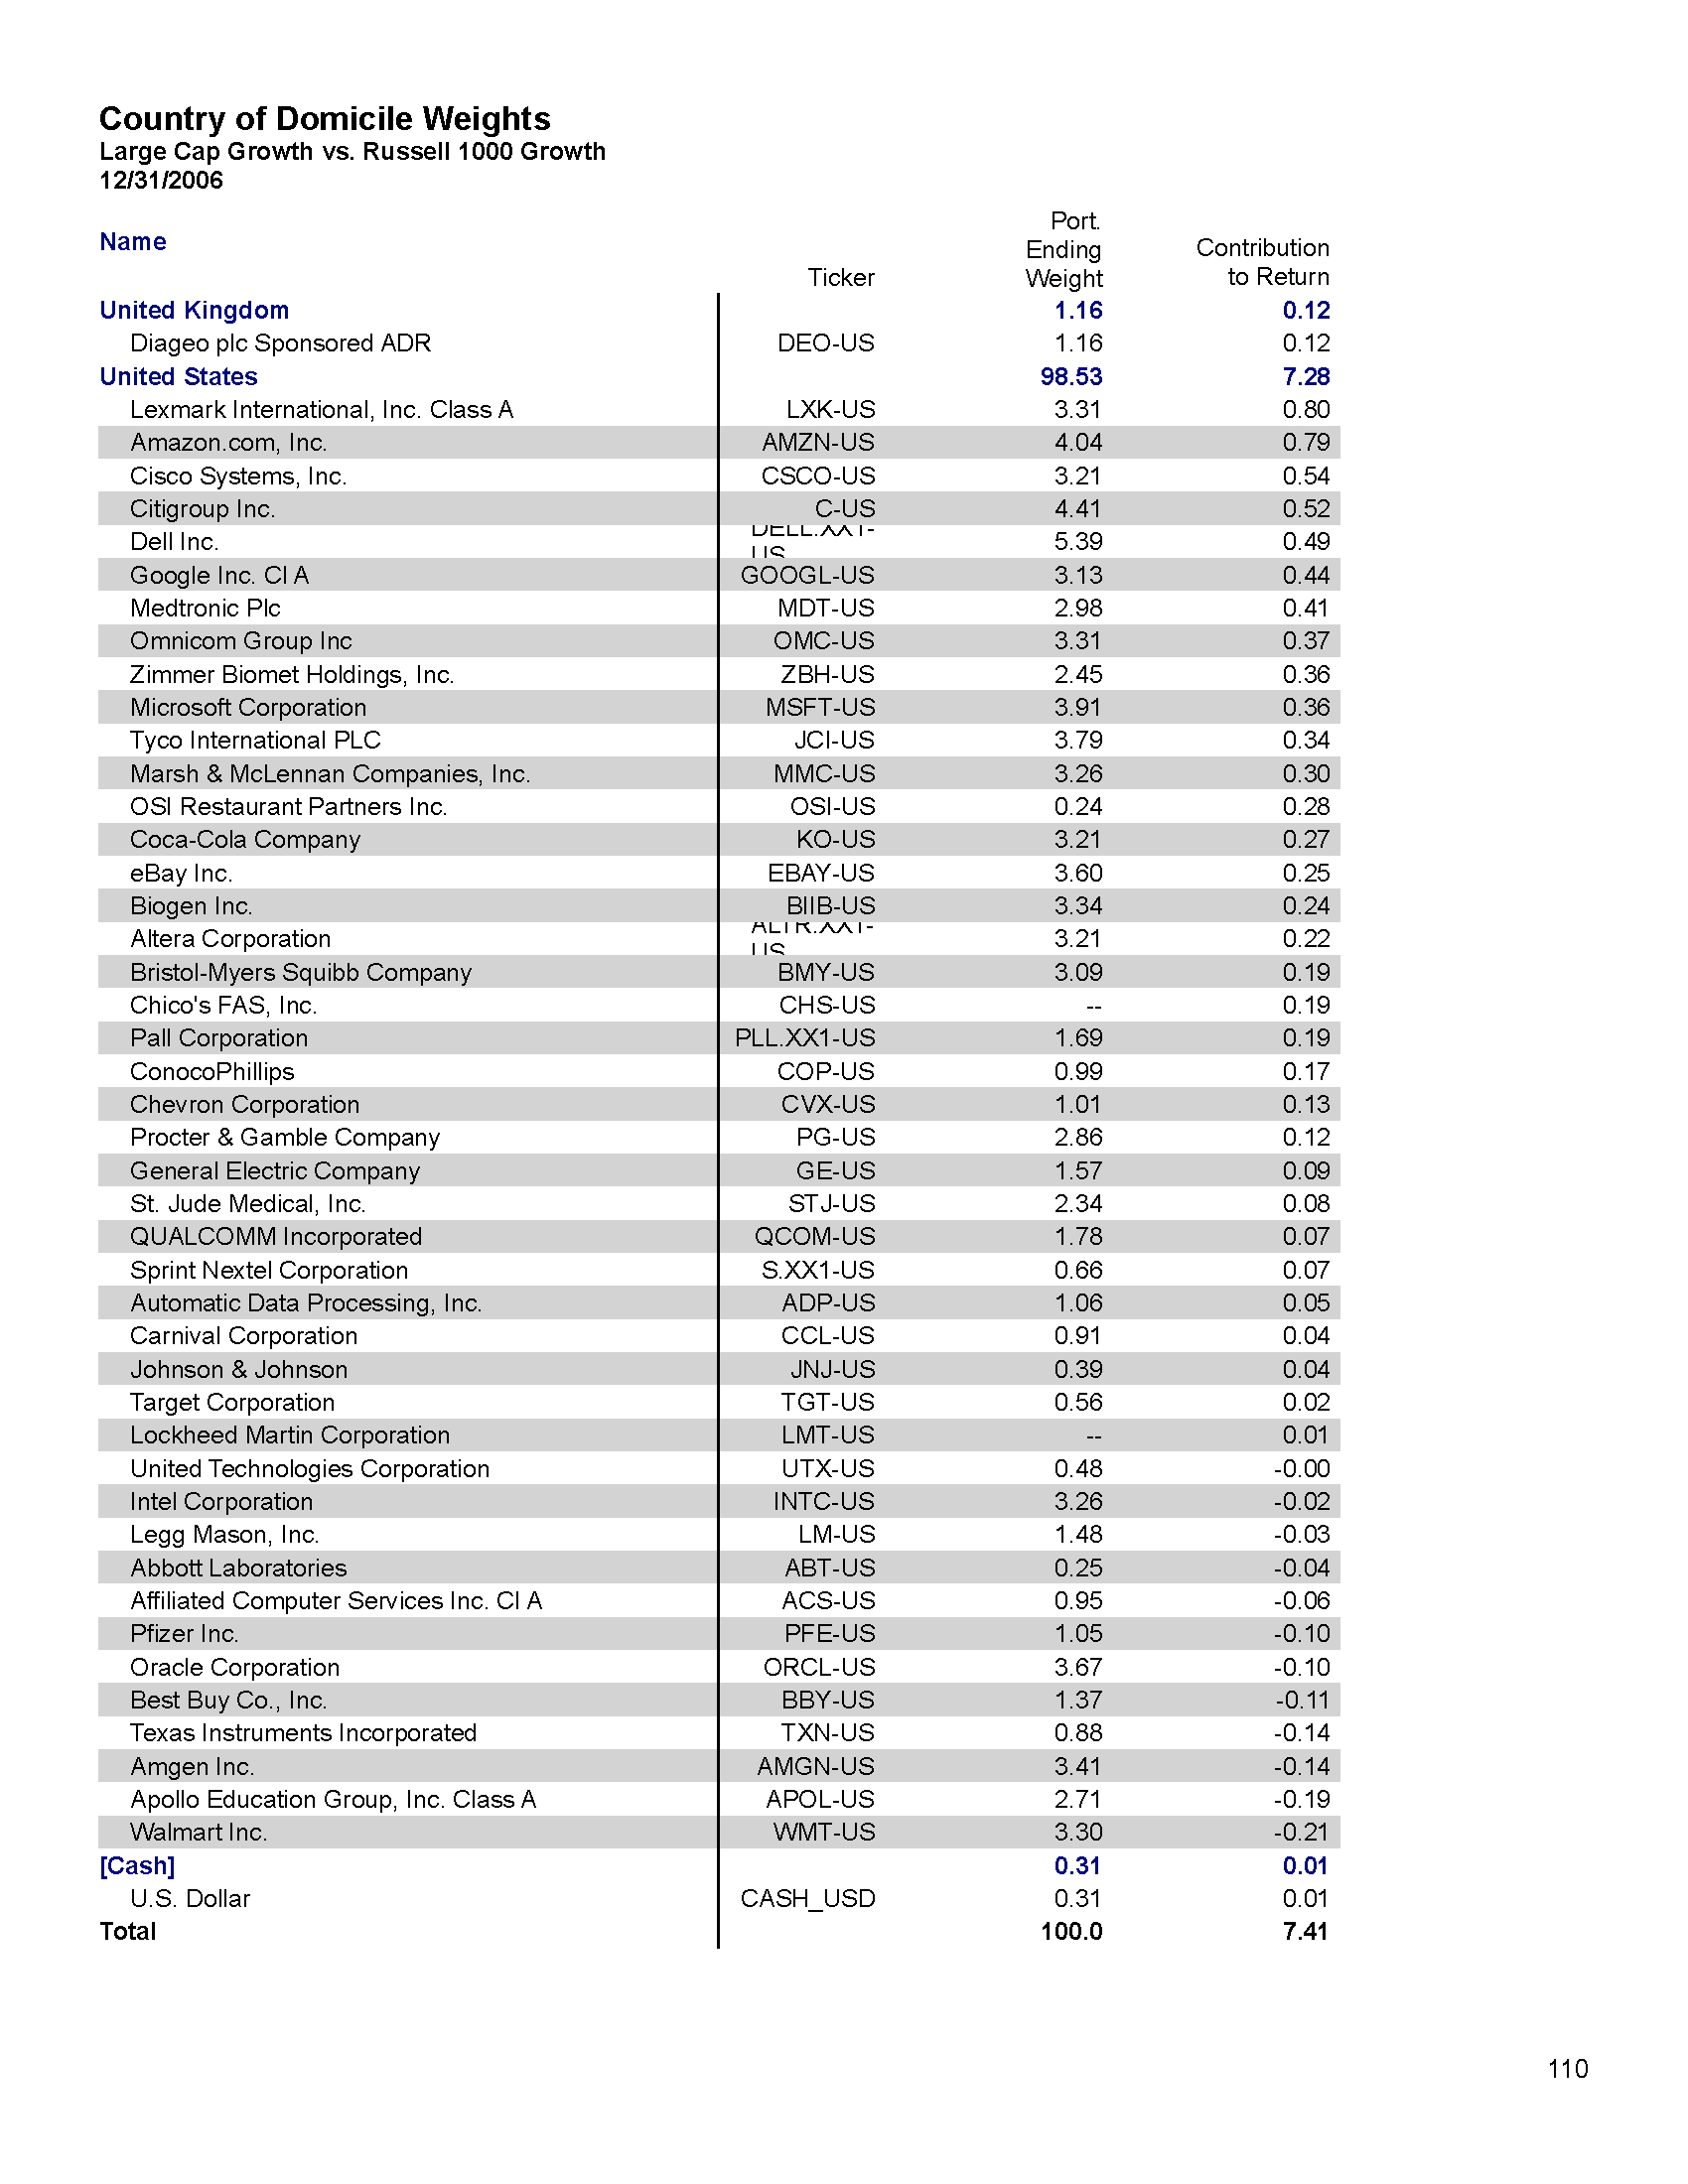 Country of Domicile Weights
Large Cap Growth vs. Russell 1000 Growth
12/31/2006
Name Ticker Port. Ending Weight Contribution to Return
United Kingdom 1.16 0.12
Diageo plc Sponsored ADR DEO-US 1.16 0.12
United States 98.53 7.28
Lexmark International, Inc. Class A LXK-US 3.31 0.80
Amazon.com, Inc. AMZN-US 4.04 0.79
Cisco Systems, Inc. CSCO-US 3.21 0.54
Citigroup Inc. C-US 4.41 0.52
Dell Inc. DELL.XX1-US 5.39 0.49
Google Inc. Cl A GOOGL-US 3.13 0.44
Medtronic Plc MDT-US 2.98 0.41
Omnicom Group Inc OMC-US 3.31 0.37
Zimmer Biomet Holdings, Inc. ZBH-US 2.45 0.36
Microsoft Corporation MSFT-US 3.91 0.36
Tyco International PLC JCI-US 3.79 0.34
Marsh & McLennan Companies, Inc. MMC-US 3.26 0.30
OSI Restaurant Partners Inc. OSI-US 0.24 0.28
Coca-Cola Company KO-US 3.21 0.27
eBay Inc. EBAY-US 3.60 0.25
Biogen Inc. BIIB-US 3.34 0.24
Altera Corporation ALTR.XX1-US 3.21 0.22
Bristol-Myers Squibb Company BMY-US 3.09 0.19
Chico's FAS, Inc. CHS-US -- 0.19
Pall Corporation PLL.XX1-US 1.69 0.19
ConocoPhillips COP-US 0.99 0.17
Chevron Corporation CVX-US 1.01 0.13
Procter & Gamble Company PG-US 2.86 0.12
General Electric Company GE-US 1.57 0.09
St. Jude Medical, Inc. STJ-US 2.34 0.08
QUALCOMM Incorporated QCOM-US 1.78 0.07
Sprint Nextel Corporation S.XX1-US 0.66 0.07
Automatic Data Processing, Inc. ADP-US 1.06 0.05
Carnival Corporation CCL-US 0.91 0.04
Johnson & Johnson JNJ-US 0.39 0.04
Target Corporation TGT-US 0.56 0.02
Lockheed Martin Corporation LMT-US -- 0.01
United Technologies Corporation UTX-US 0.48 -0.00
Intel Corporation INTC-US 3.26 -0.02
Legg Mason, Inc. LM-US 1.48 -0.03
Abbott Laboratories ABT-US 0.25 -0.04
Affiliated Computer Services Inc. Cl A ACS-US 0.95 -0.06
Pfizer Inc. PFE-US 1.05 -0.10
Oracle Corporation ORCL-US 3.67 -0.10
Best Buy Co., Inc. BBY-US 1.37 -0.11
Texas Instruments Incorporated TXN-US 0.88 -0.14
Amgen Inc. AMGN-US 3.41 -0.14
Apollo Education Group, Inc. Class A APOL-US 2.71 -0.19
Walmart Inc. WMT-US 3.30 -0.21
[Cash] 0.31 0.01
U.S. Dollar CASH_USD 0.31 0.01
Total 100.0 7.41
110